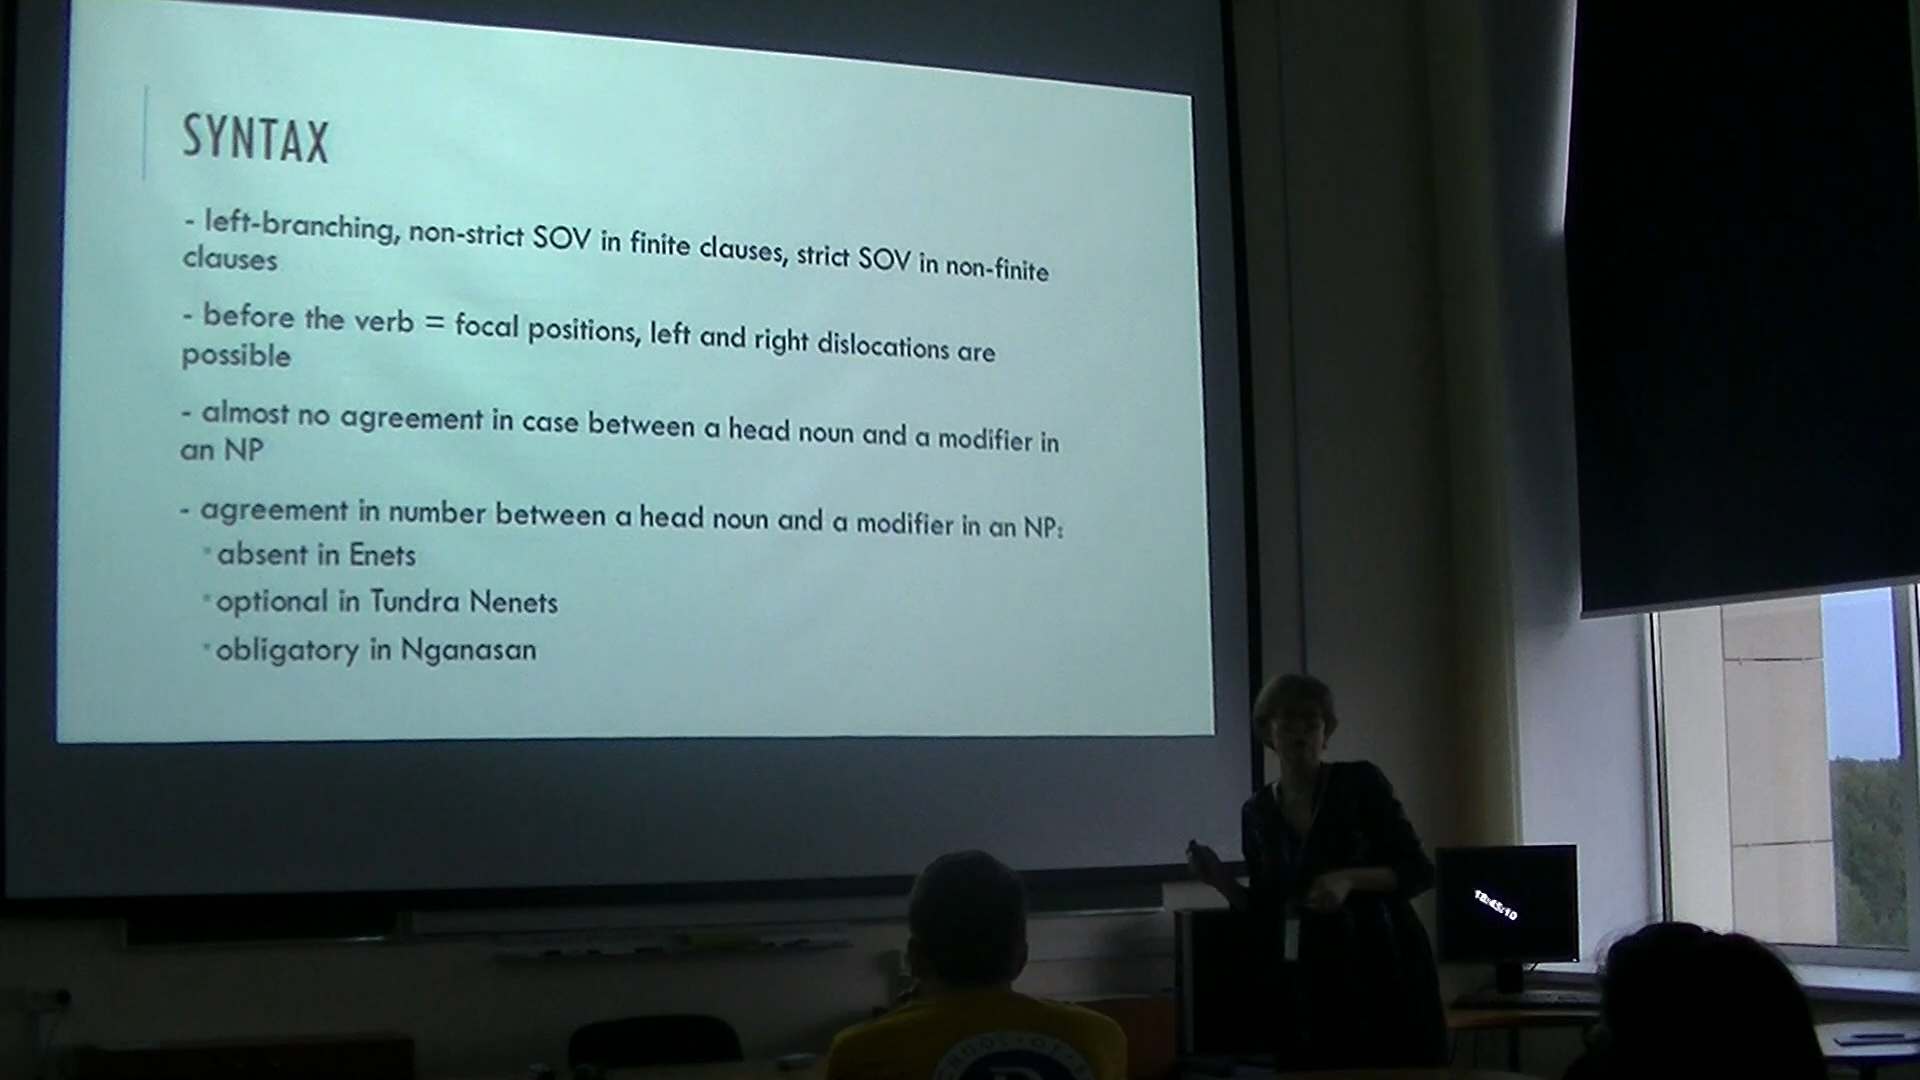 SYNTAX
- left-branching, non-strict SOV in finite clauses, strict SOV in non-finite
clauses
- before the verb = focal positions, left and right dislocations are
possible
- almost no agreement in case between a head noun and a modifier in
an NP
- agreement in number between a head noun and a modifier in an NP:
absent in Enets
optional in Tundra Nenets
obligatory in Nganasan